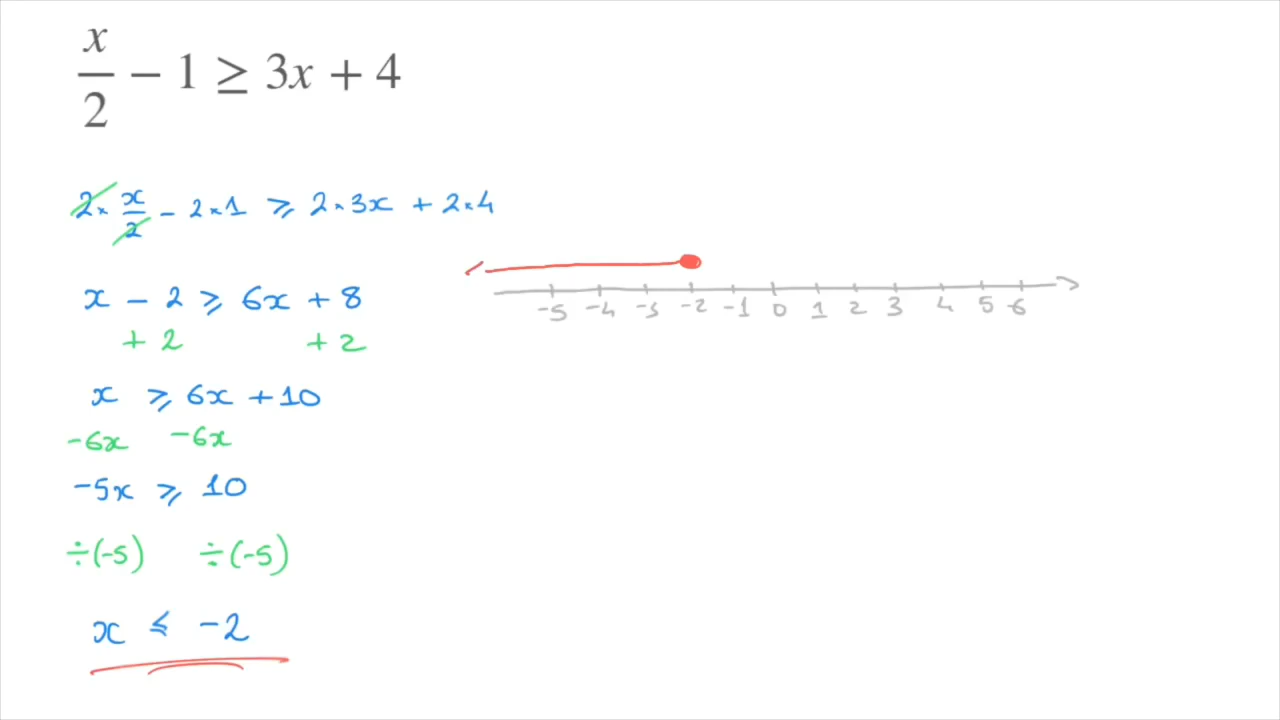 x/2 − 1 ≥ 3x + 4
2 × x/2 − 2 × 1 ≥ 2 × 3x + 2 × 4
x − 2 ≥ 6x + 8
+ 2 + 2
x ≥ 6x + 10
-6x -6x
-5x ≥ 10
÷(-5) ÷(-5)
x ≤ -2
-5 -4 -3 -2 -1 0 1 2 3 4 5 6